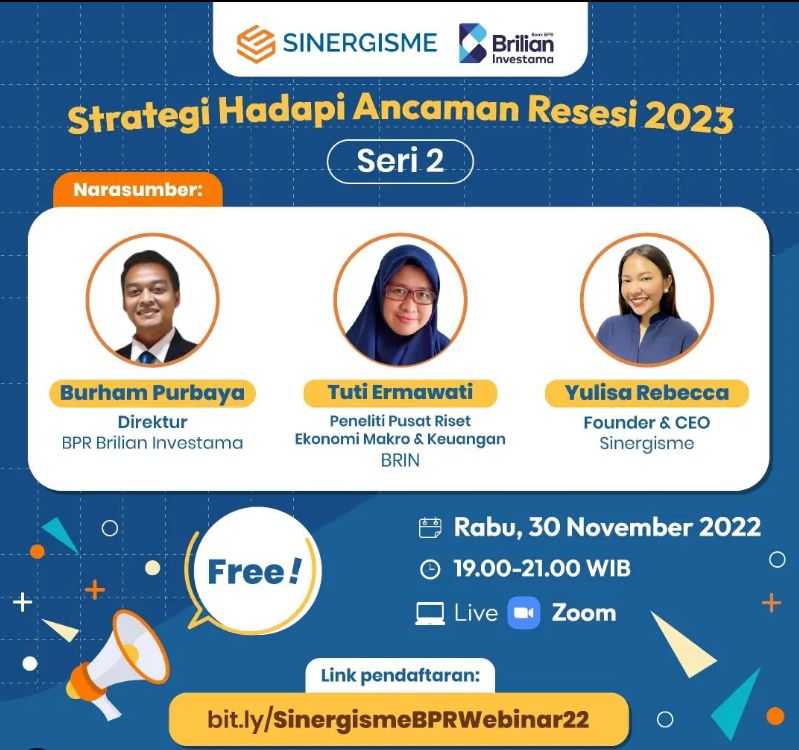 SINERGISME
Bank BPR
Brilian
Investama
Strategi Hadapi Ancaman Resesi 2023
Seri 2
Narasumber:
Burham Purbaya
Direktur
BPR Brilian Investama
Tuti Ermawati
Peneliti Pusat Riset
Ekonomi Makro & Keuangan
BRIN
Yulisa Rebecca
Founder & CEO
Sinergisme
Free!
Rabu, 30 November 2022
19.00-21.00 WIB
Live Zoom
Link pendaftaran:
bit.ly/SinergismeBPRWebinar22